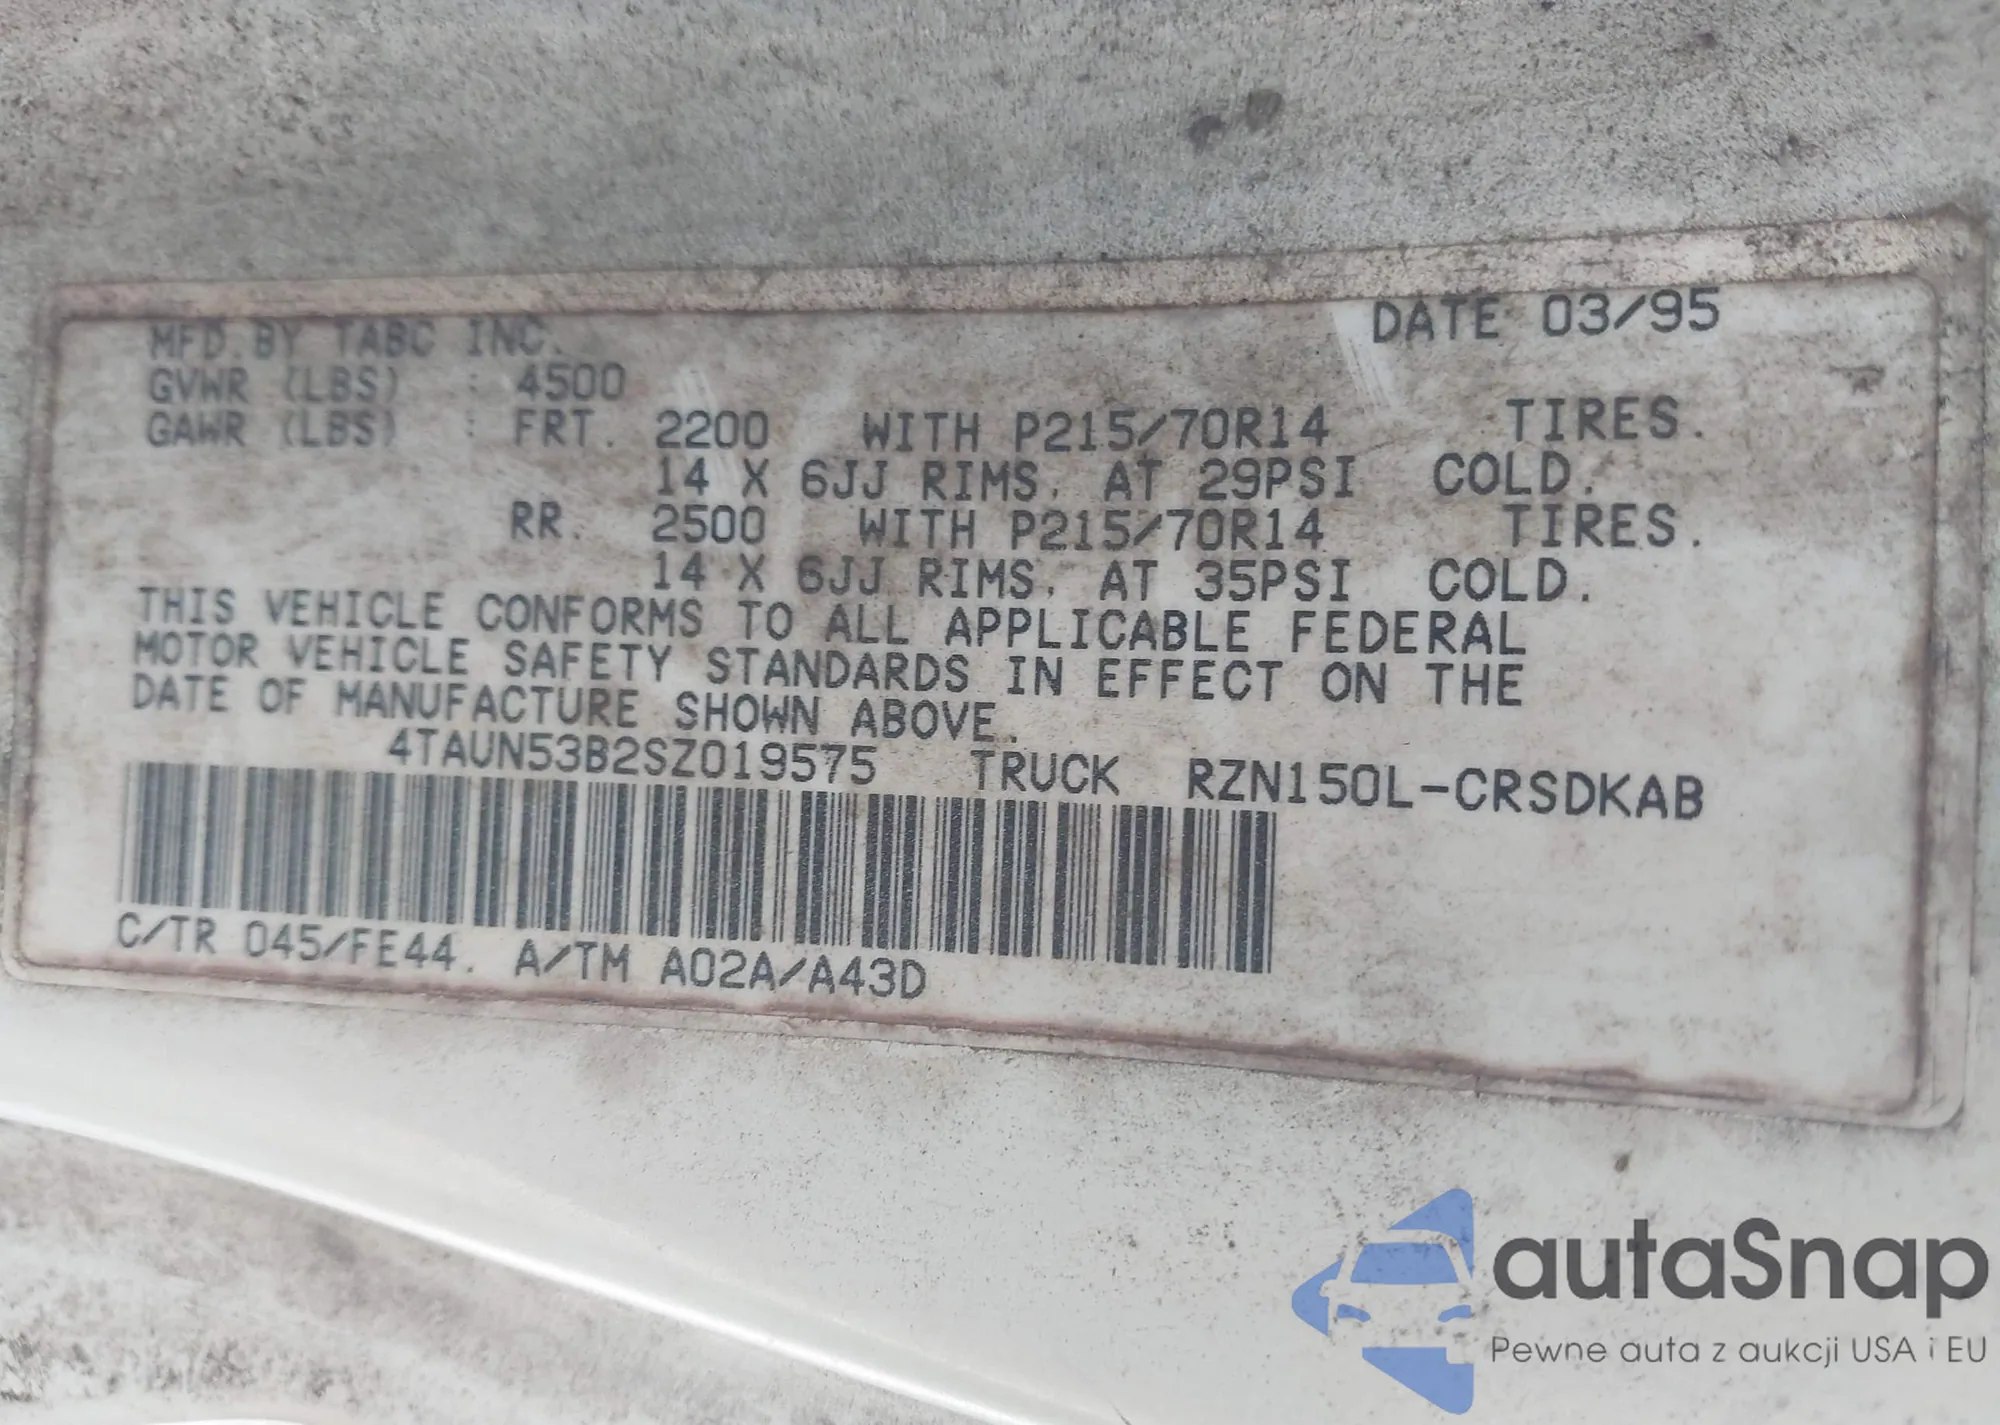 MFD. BY TABC INC. DATE 03/95
GVWR (LBS) : 4500
GAWR (LBS) : FRT. 2200 WITH P215/70R14 TIRES.
14 X 6JJ RIMS, AT 29PSI COLD.
RR. 2500 WITH P215/70R14 TIRES.
14 X 6JJ RIMS, AT 35PSI COLD.
THIS VEHICLE CONFORMS TO ALL APPLICABLE FEDERAL
MOTOR VEHICLE SAFETY STANDARDS IN EFFECT ON THE
DATE OF MANUFACTURE SHOWN ABOVE.
4TAUN53B2SZ019575 TRUCK RZN150L-CRSDKAB
C/TR 045/FE44. A/TM A02A/A43D
autaSnap
Pewne auta z aukcji USA i EU